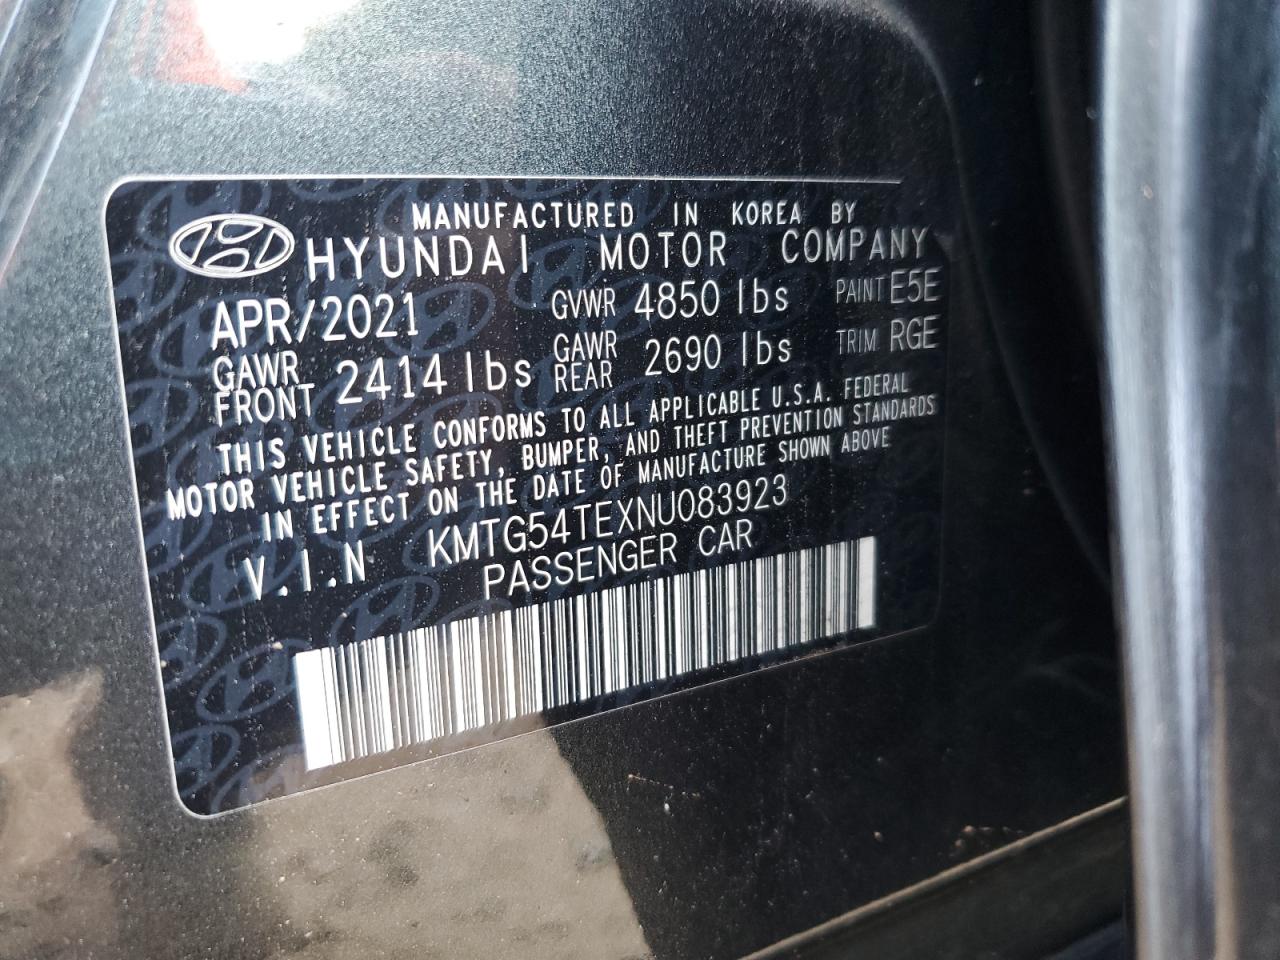 MANUFACTURED IN KOREA BY
HYUNDAI MOTOR COMPANY
APR/2021 GVWR 4850 lbs PAINT E5E
GAWR FRONT 2414 lbs GAWR REAR 2690 lbs TRIM RGE
THIS VEHICLE CONFORMS TO ALL APPLICABLE U.S.A. FEDERAL
MOTOR VEHICLE SAFETY, BUMPER, AND THEFT PREVENTION STANDARDS
IN EFFECT ON THE DATE OF MANUFACTURE SHOWN ABOVE
V.I.N KMTG54TEXNU083923
PASSENGER CAR